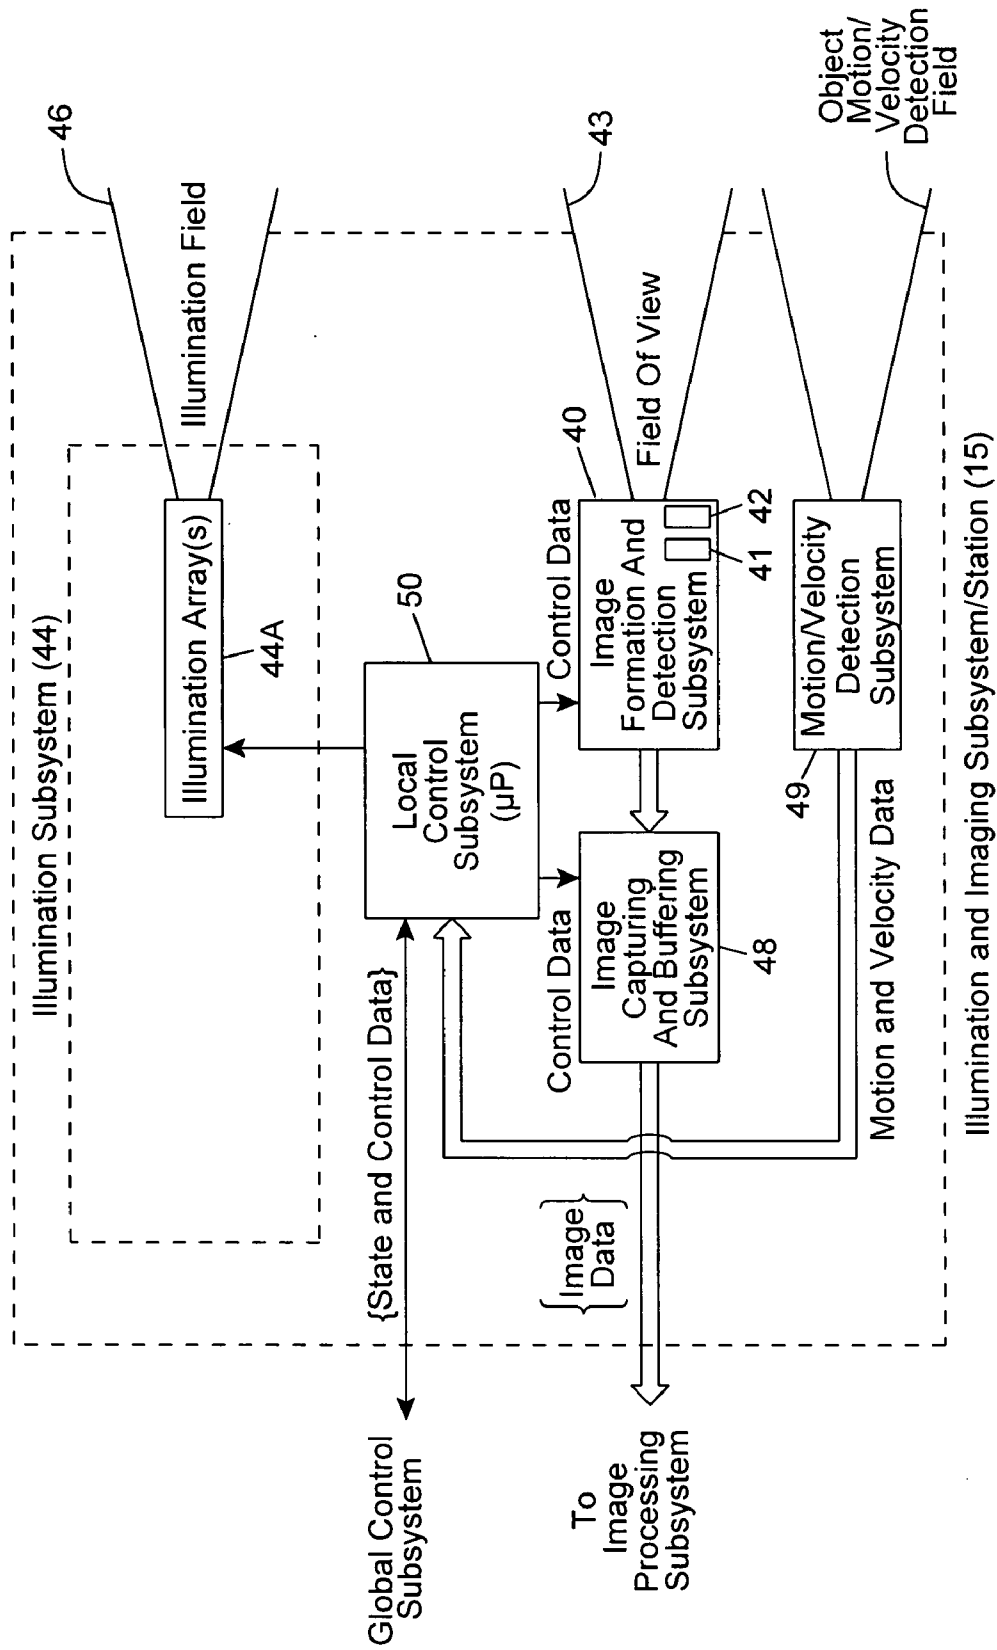 Illumination Subsystem (44)
Illumination Array(s)
44A
Illumination Field
46
Local
Control
Subsystem
(µP)
50
{State and Control Data}
Global Control
Subsystem
Control Data
Control Data
Image
Formation And
Detection
Subsystem
40
41
42
Field Of View
43
Image
Capturing
And Buffering
Subsystem
48
{Image
Data}
To
Image
Processing
Subsystem
Motion/Velocity
Detection
Subsystem
49
Motion and Velocity Data
Object
Motion/
Velocity
Detection
Field
Illumination and Imaging Subsystem/Station (15)